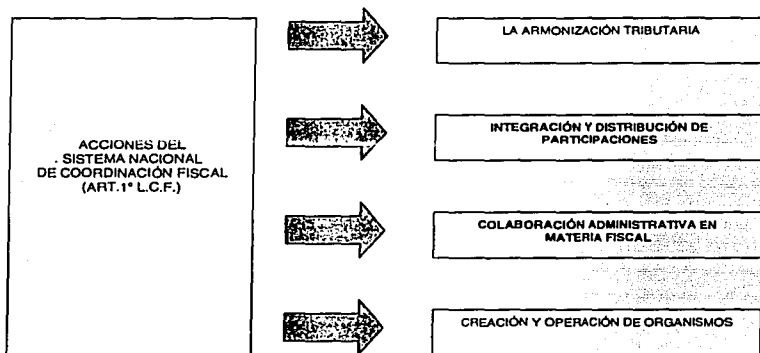 ACCIONES DEL
SISTEMA NACIONAL
DE COORDINACIÓN FISCAL
(ART.1° L.C.F.)
LA ARMONIZACIÓN TRIBUTARIA
INTEGRACIÓN Y DISTRIBUCIÓN DE
PARTICIPACIONES
COLABORACIÓN ADMINISTRATIVA EN
MATERIA FISCAL
CREACIÓN Y OPERACIÓN DE ORGANISMOS